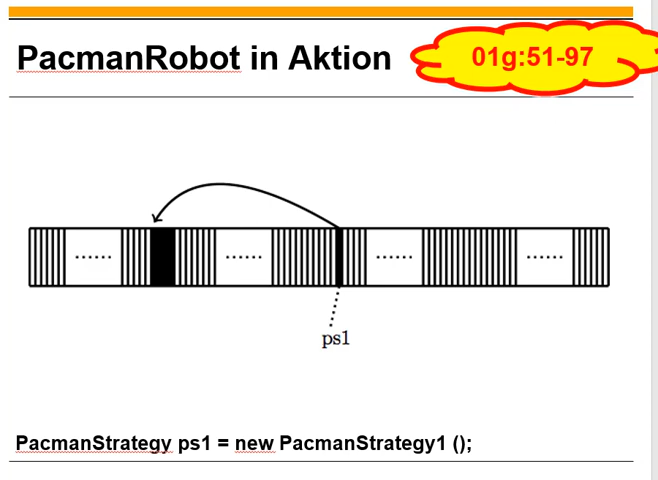 PacmanRobot in Aktion
01g:51-97
......
......
......
......
ps1
PacmanStrategy ps1 = new PacmanStrategy1 ();